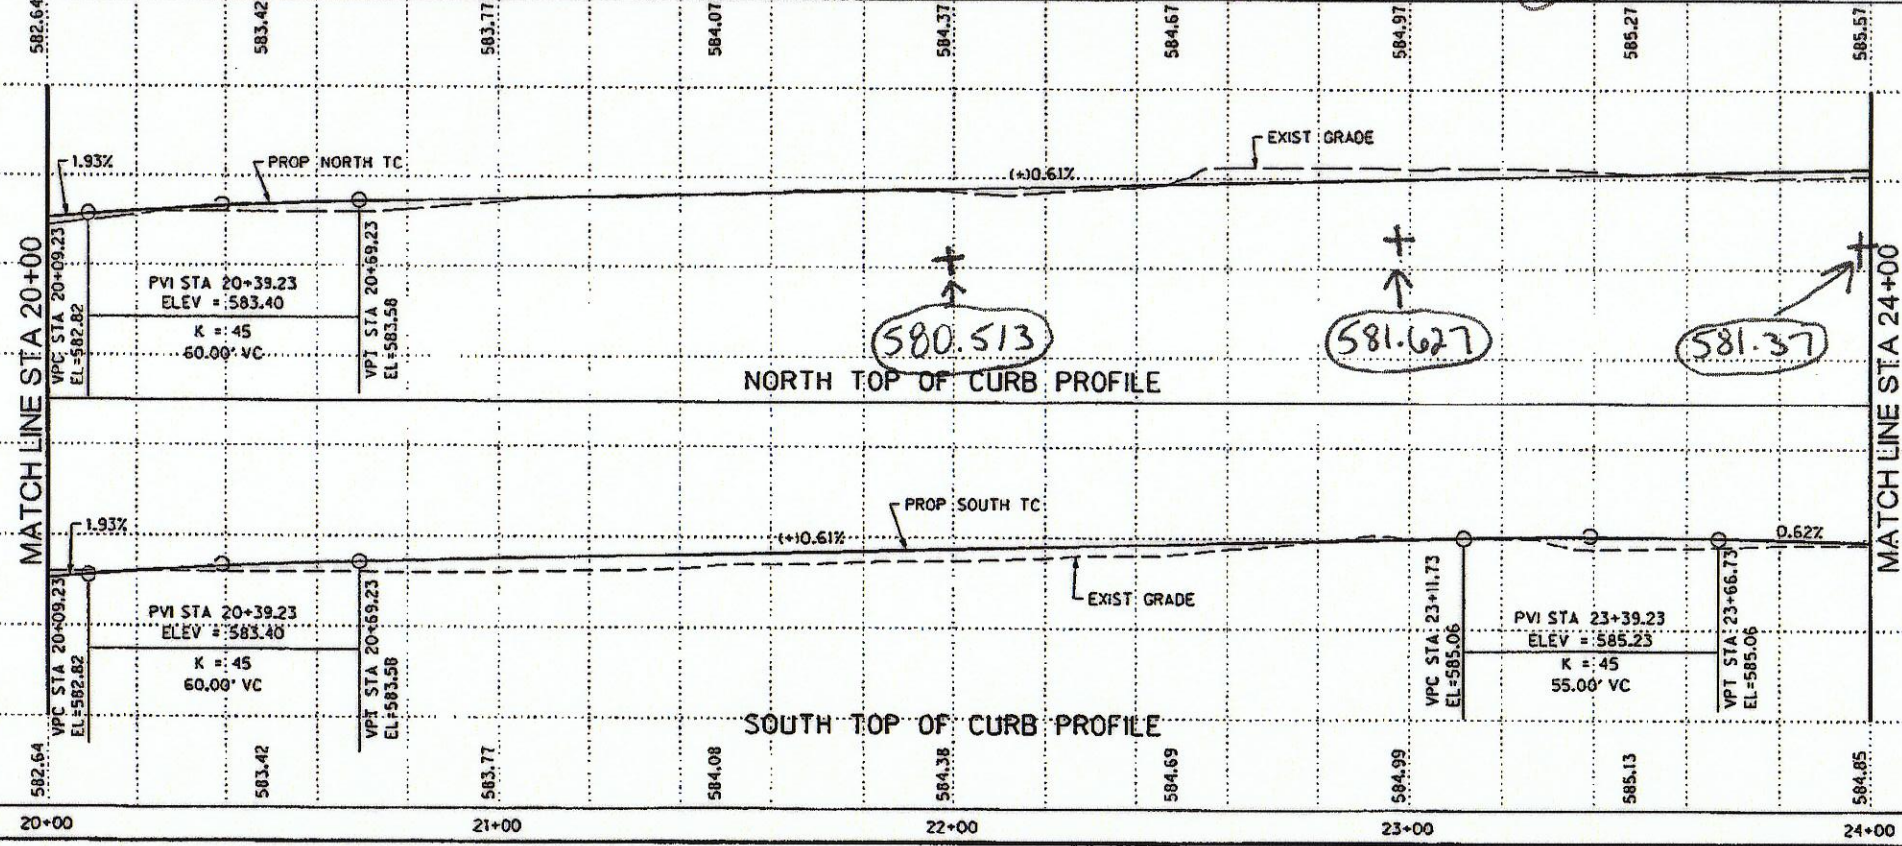 582.64 583.42 583.77 584.07 584.37 584.67 584.97 585.27 585.57
EXIST GRADE
1.93%
PROP NORTH TC
(+)0.61%
MATCH LINE STA 20+00
VPC STA 20+09.23
EL=582.82
PVI STA 20+39.23
ELEV = 583.40
K = 45
60.00' VC
VPT STA 20+69.23
EL=583.58
580.513
581.627
581.37
MATCH LINE STA 24+00
NORTH TOP OF CURB PROFILE
PROP SOUTH TC
1.93%
(+)0.61%
0.62%
EXIST GRADE
VPC STA 20+09.23
EL=582.82
PVI STA 20+39.23
ELEV = 583.40
K = 45
60.00' VC
VPT STA 20+69.23
EL=583.58
VPC STA 23+11.73
EL=585.06
PVI STA 23+39.23
ELEV = 585.23
K = 45
55.00' VC
VPT STA 23+66.73
EL=585.06
SOUTH TOP OF CURB PROFILE
582.64 583.42 583.77 584.08 584.38 584.69 584.99 585.13 584.85
20+00 21+00 22+00 23+00 24+00